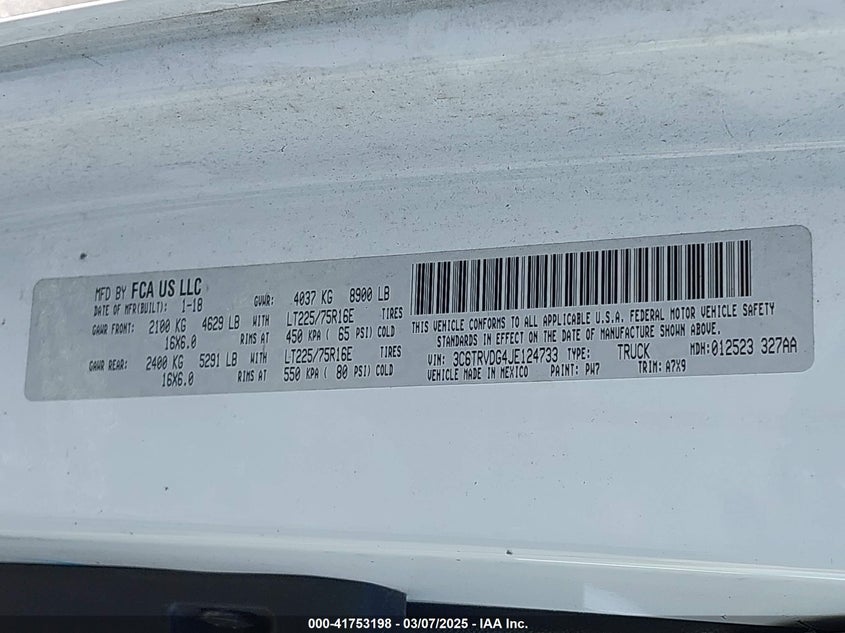 MFD BY FCA US LLC
DATE OF MFR(BUILT): 1-18
GVWR: 4037 KG 8900 LB
GAWR FRONT: 2100 KG 4629 LB WITH LT225/75R16E TIRES
16X6.0 RIMS AT 450 KPA ( 65 PSI) COLD
GAWR REAR: 2400 KG 5291 LB WITH LT225/75R16E TIRES
16X6.0 RIMS AT 550 KPA ( 80 PSI) COLD
THIS VEHICLE CONFORMS TO ALL APPLICABLE U.S.A. FEDERAL MOTOR VEHICLE SAFETY
STANDARDS IN EFFECT ON THE DATE OF MANUFACTURE SHOWN ABOVE.
VIN: 3C6TRVDG4JE124733 TYPE: TRUCK MDH: 012523 327AA
VEHICLE MADE IN MEXICO PAINT: PW7 TRIM: A7X9
000-41753198 - 03/07/2025 - IAA Inc.